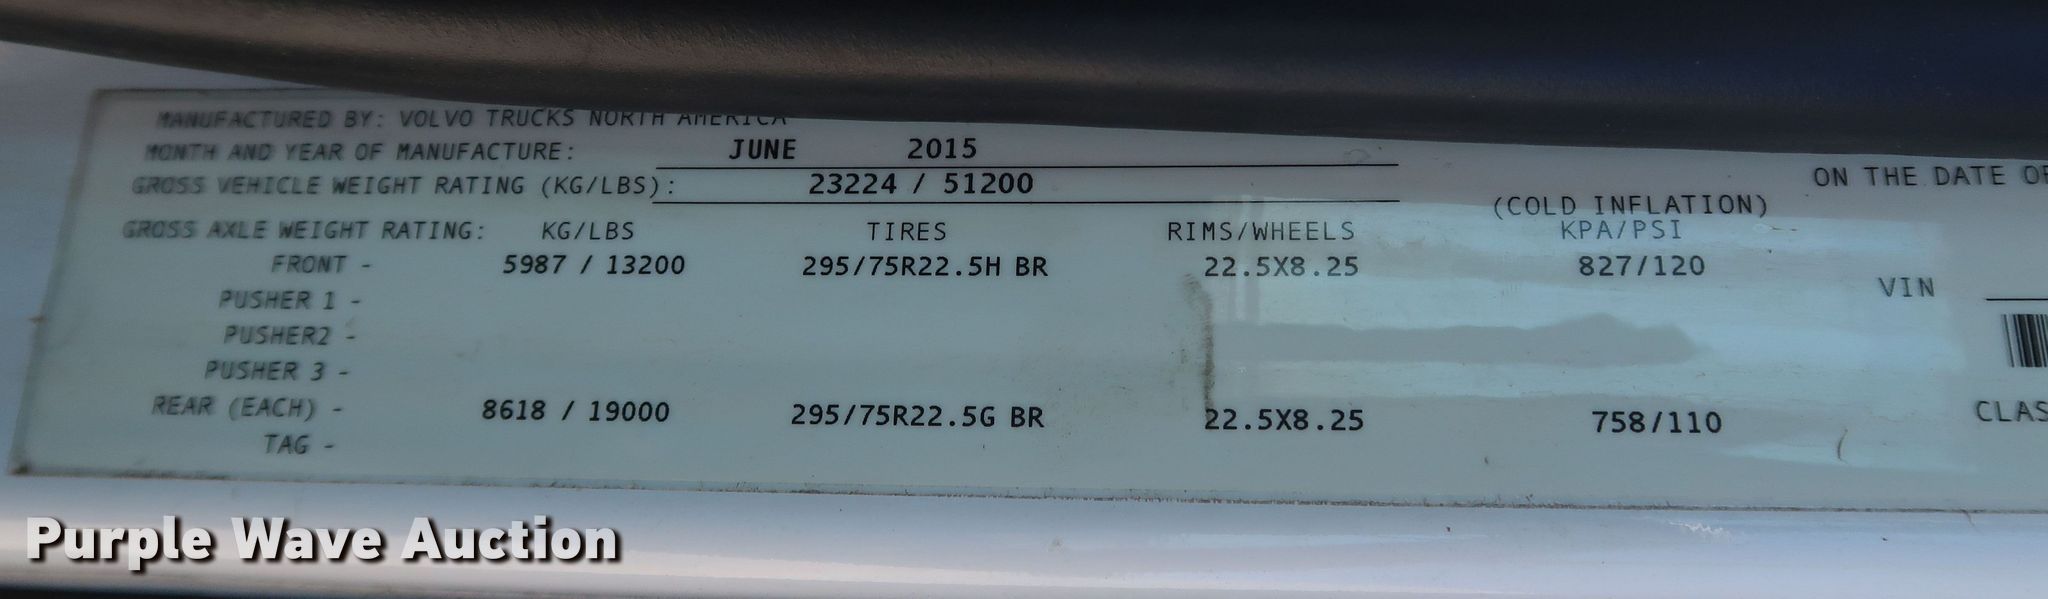 MANUFACTURED BY: VOLVO TRUCKS NORTH AMERICA
MONTH AND YEAR OF MANUFACTURE: JUNE 2015
GROSS VEHICLE WEIGHT RATING (KG/LBS): 23224 / 51200
ON THE DATE OF
(COLD INFLATION)
GROSS AXLE WEIGHT RATING: KG/LBS TIRES RIMS/WHEELS KPA/PSI
FRONT - 5987 / 13200 295/75R22.5H BR 22.5X8.25 827/120
VIN
PUSHER 1 -
PUSHER2 -
PUSHER 3 -
REAR (EACH) - 8618 / 19000 295/75R22.5G BR 22.5X8.25 758/110
CLAS
TAG -
Purple Wave Auction